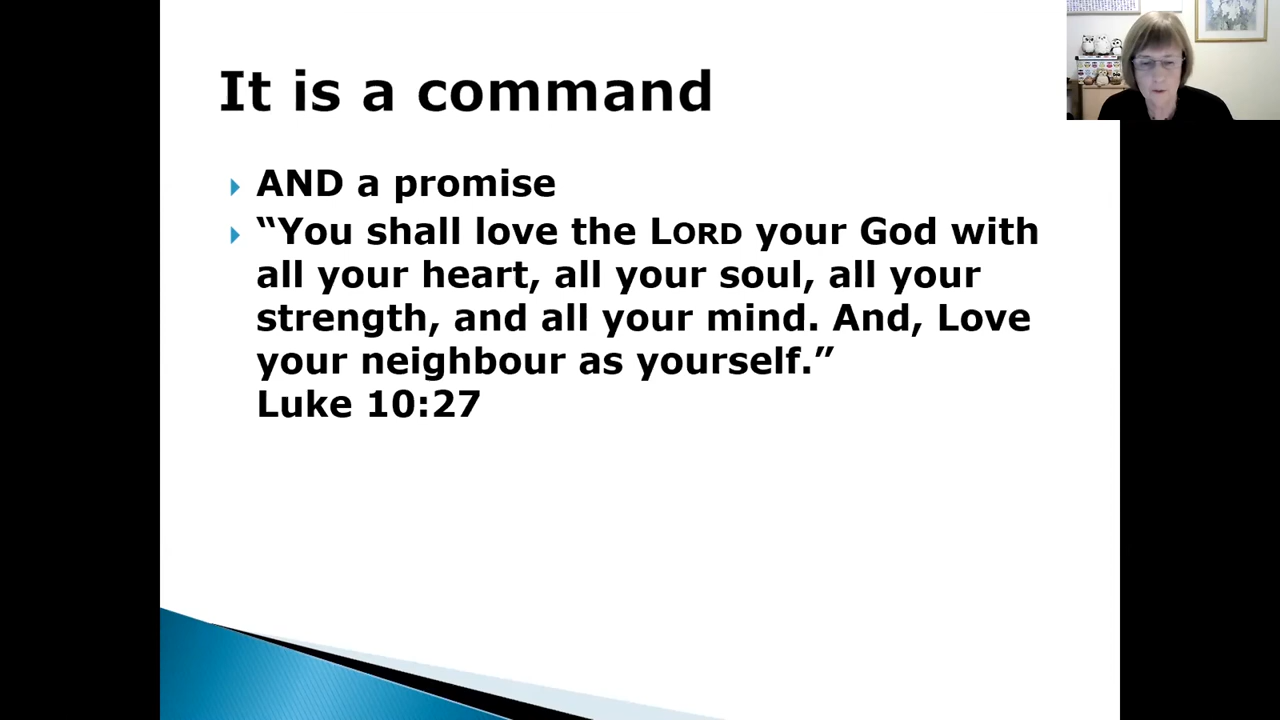 It is a command
AND a promise
“You shall love the LORD your God with
all your heart, all your soul, all your
strength, and all your mind. And, Love
your neighbour as yourself.”
Luke 10:27